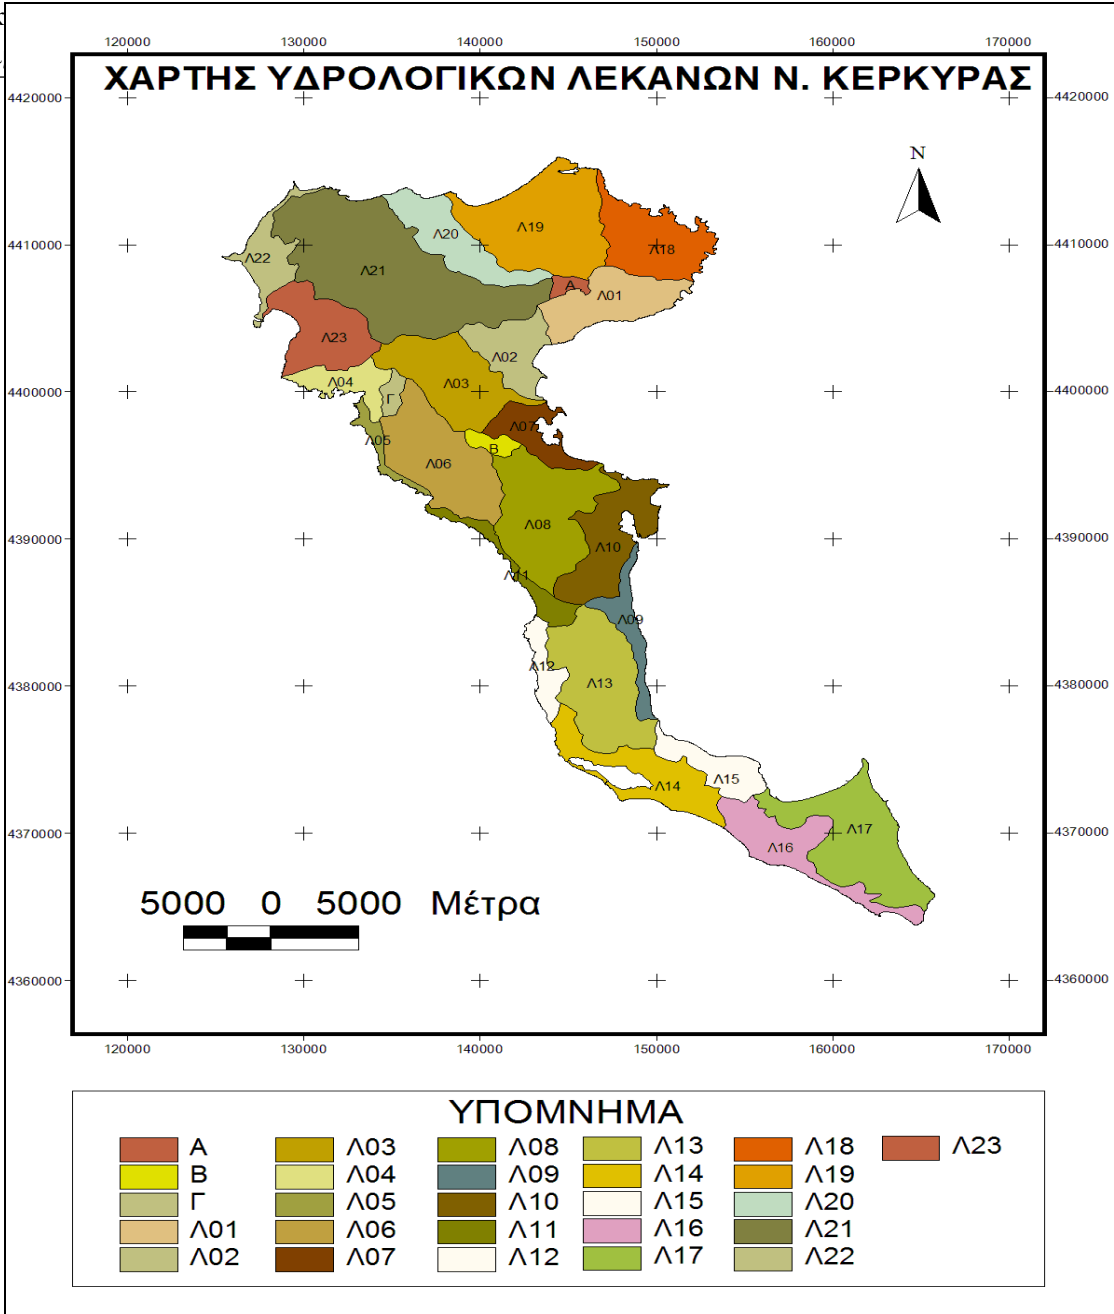 120000 130000 140000 150000 160000 170000
ΧΑΡΤΗΣ ΥΔΡΟΛΟΓΙΚΩΝ ΛΕΚΑΝΩΝ Ν. ΚΕΡΚΥΡΑΣ
4420000 4420000
N
Λ19
Λ20
Λ18
4410000 4410000
Λ22
Λ21
Α
Λ01
Λ23
Λ02
Λ04
Λ03
4400000 4400000
Γ
Λ07
Λ05
Β
Λ06
Λ08
4390000 4390000
Λ10
Λ11
Λ09
Λ12
Λ13
4380000 4380000
Λ15
Λ14
4370000 4370000
Λ17
Λ16
5000 0 5000 Μέτρα
4360000 4360000
120000 130000 140000 150000 160000 170000
ΥΠΟΜΝΗΜΑ
Α Λ03 Λ08 Λ13 Λ18 Λ23
Β Λ04 Λ09 Λ14 Λ19
Γ Λ05 Λ10 Λ15 Λ20
Λ01 Λ06 Λ11 Λ16 Λ21
Λ02 Λ07 Λ12 Λ17 Λ22